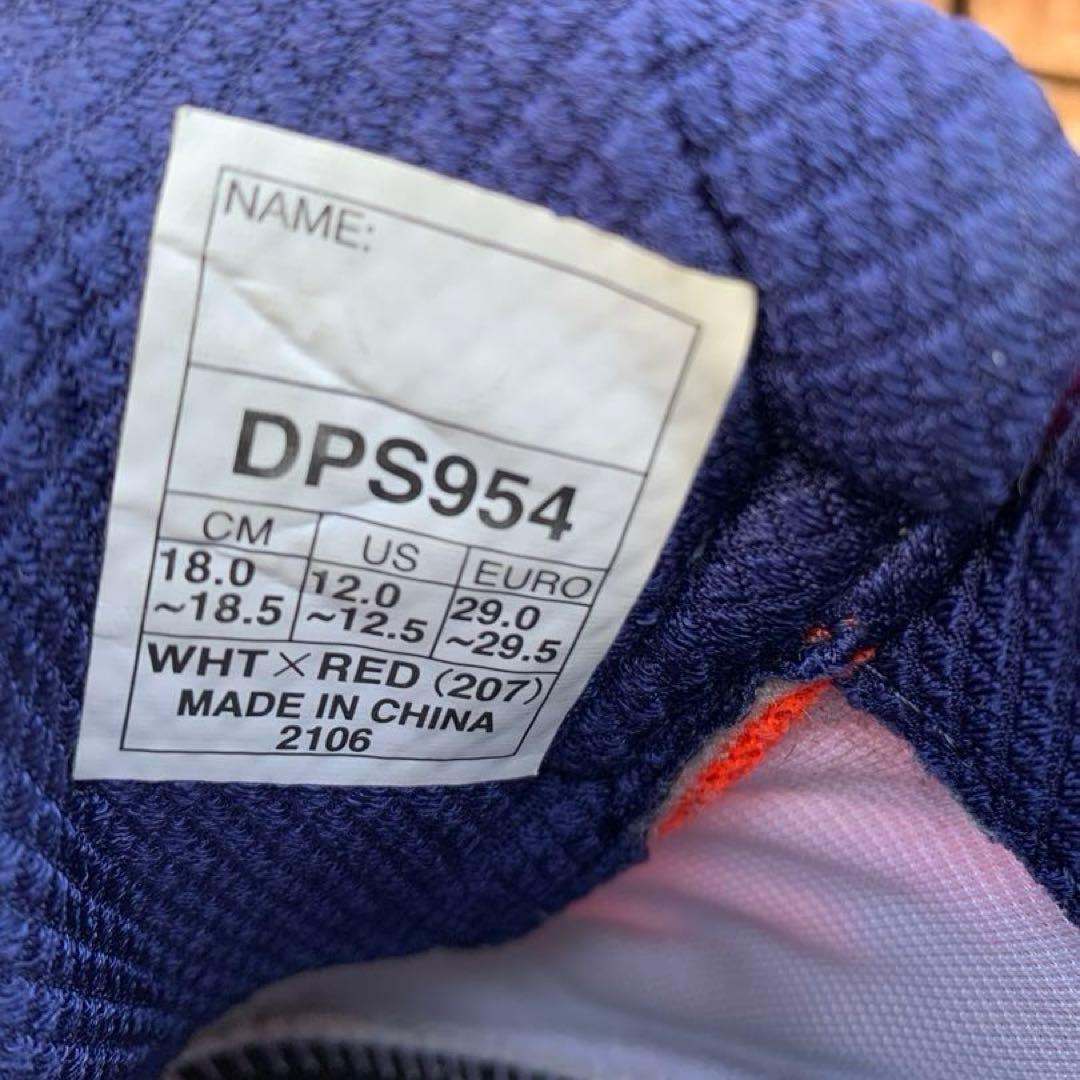 NAME:
DPS954
CM US EURO
18.0 12.0 29.0
~18.5 ~12.5 ~29.5
WHT×RED (207)
MADE IN CHINA
2106